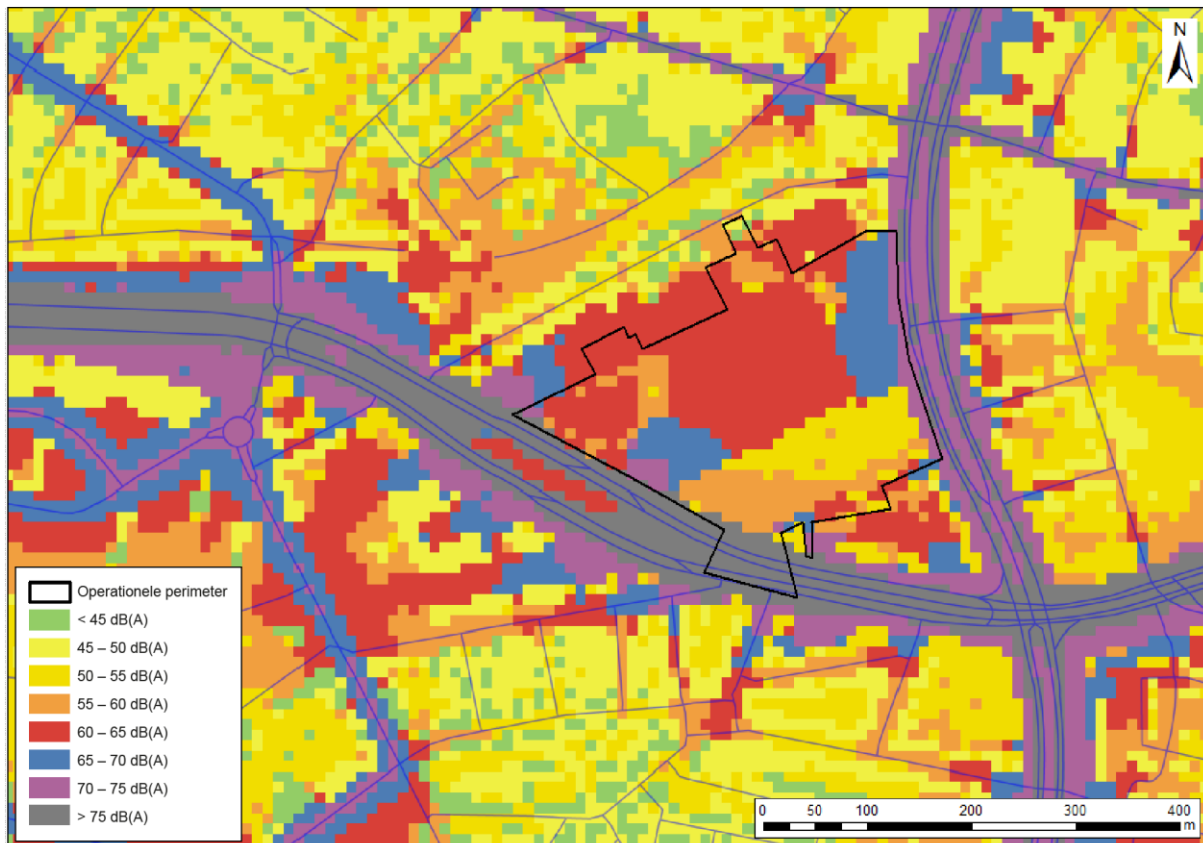 N
Operationele perimeter
< 45 dB(A)
45 – 50 dB(A)
50 – 55 dB(A)
55 – 60 dB(A)
60 – 65 dB(A)
65 – 70 dB(A)
70 – 75 dB(A)
> 75 dB(A)
0 50 100 200 300 400
m